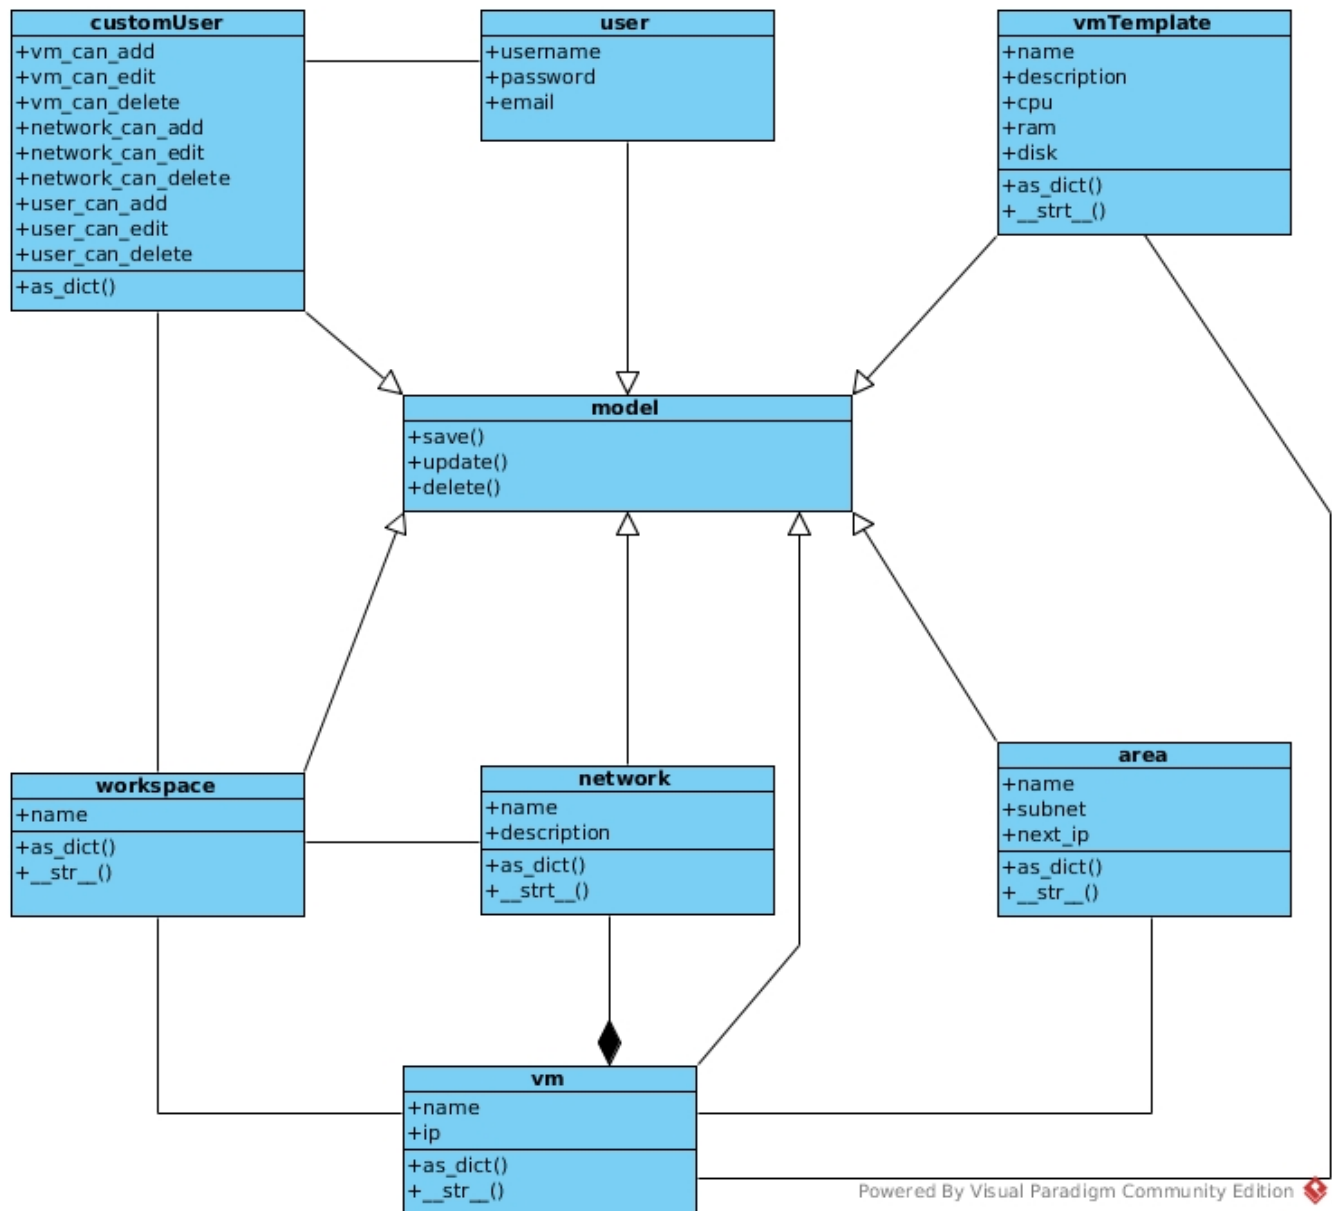 customUser
+vm_can_add
+vm_can_edit
+vm_can_delete
+network_can_add
+network_can_edit
+network_can_delete
+user_can_add
+user_can_edit
+user_can_delete
+as_dict()
user
+username
+password
+email
vmTemplate
+name
+description
+cpu
+ram
+disk
+as_dict()
+__strt__()
model
+save()
+update()
+delete()
workspace
+name
+as_dict()
+__str__()
network
+name
+description
+as_dict()
+__strt__()
area
+name
+subnet
+next_ip
+as_dict()
+__str__()
vm
+name
+ip
+as_dict()
+__str__()
Powered By Visual Paradigm Community Edition